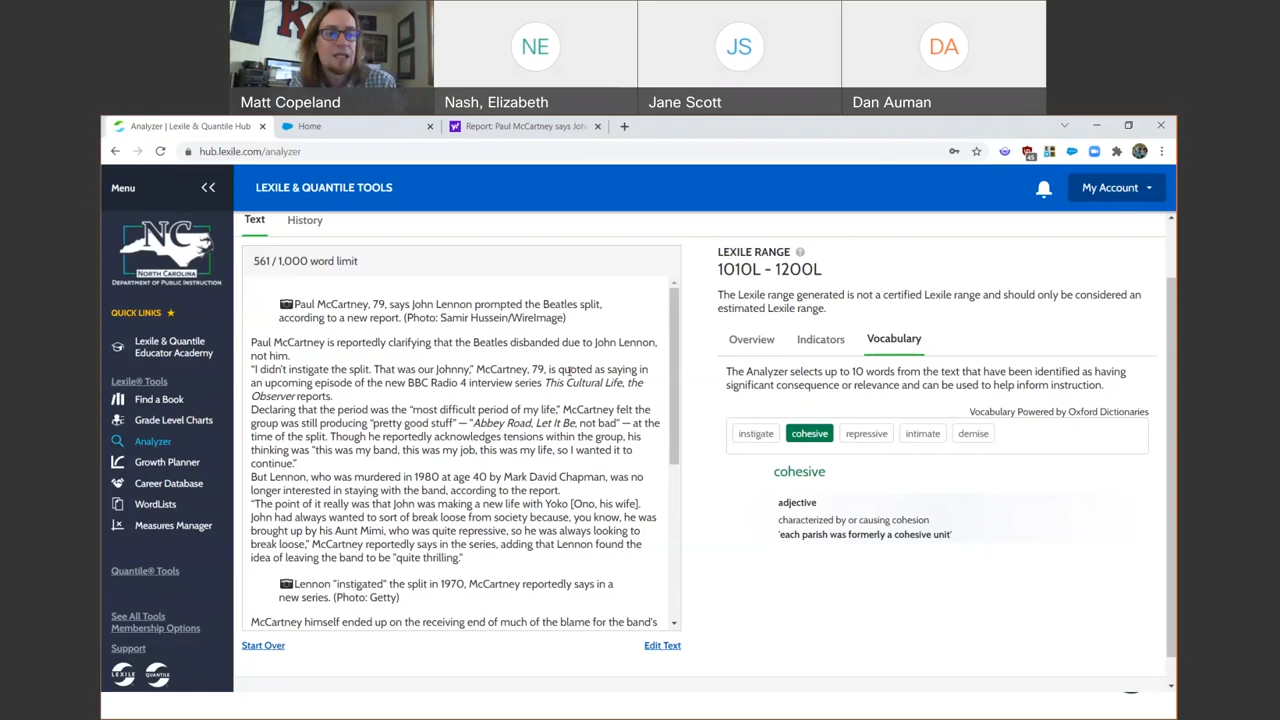 NE
JS
DA
Matt Copeland
Nash, Elizabeth
Jane Scott
Dan Auman
Analyzer | Lexile & Quantile Hub
Home
Report: Paul McCartney says Joh
hub.lexile.com/analyzer
45
Menu
LEXILE & QUANTILE TOOLS
My Account
NC
NORTH CAROLINA
DEPARTMENT OF PUBLIC INSTRUCTION
QUICK LINKS
Lexile & Quantile
Educator Academy
Lexile® Tools
Find a Book
Grade Level Charts
Analyzer
Growth Planner
Career Database
WordLists
Measures Manager
Quantile® Tools
See All Tools
Membership Options
Support
LEXILE
QUANTILE
Text
History
561 / 1,000 word limit
Paul McCartney, 79, says John Lennon prompted the Beatles split,
according to a new report. (Photo: Samir Hussein/WireImage)
Paul McCartney is reportedly clarifying that the Beatles disbanded due to John Lennon,
not him.
“I didn’t instigate the split. That was our Johnny,” McCartney, 79, is quoted as saying in
an upcoming episode of the new BBC Radio 4 interview series This Cultural Life, the
Observer reports.
Declaring that the period was the “most difficult period of my life,” McCartney felt the
group was still producing “pretty good stuff” — “Abbey Road, Let It Be, not bad” — at the
time of the split. Though he reportedly acknowledges tensions within the group, his
thinking was “this was my band, this was my job, this was my life, so I wanted it to
continue.”
But Lennon, who was murdered in 1980 at age 40 by Mark David Chapman, was no
longer interested in staying with the band, according to the report.
“The point of it really was that John was making a new life with Yoko [Ono, his wife].
John had always wanted to sort of break loose from society because, you know, he was
brought up by his Aunt Mimi, who was quite repressive, so he was always looking to
break loose,” McCartney reportedly says in the series, adding that Lennon found the
idea of leaving the band to be “quite thrilling.”
Lennon "instigated" the split in 1970, McCartney reportedly says in a
new series. (Photo: Getty)
McCartney himself ended up on the receiving end of much of the blame for the band's
Start Over
Edit Text
LEXILE RANGE
1010L - 1200L
The Lexile range generated is not a certified Lexile range and should only be considered an
estimated Lexile range.
Overview
Indicators
Vocabulary
The Analyzer selects up to 10 words from the text that have been identified as having
significant consequence or relevance and can be used to help inform instruction.
Vocabulary Powered by Oxford Dictionaries
instigate
cohesive
repressive
intimate
demise
cohesive
adjective
characterized by or causing cohesion
'each parish was formerly a cohesive unit'